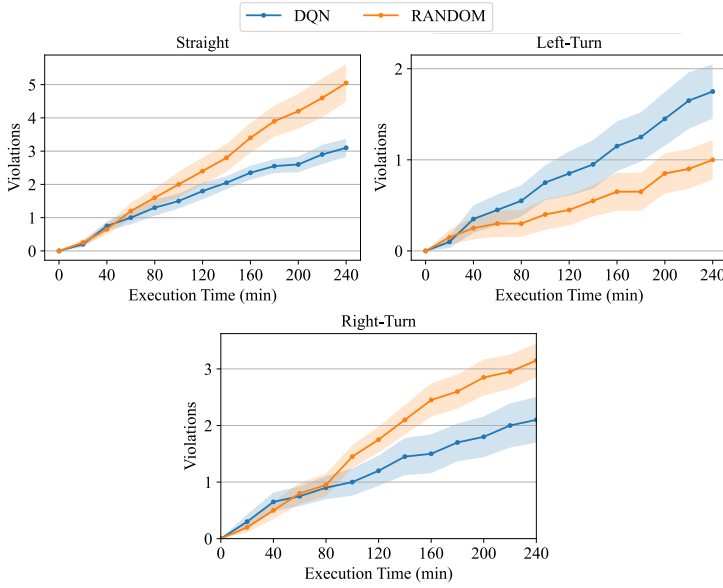 DQN RANDOM
Straight
Violations
5
4
3
2
1
0
0 40 80 120 160 200 240
Execution Time (min)
Left-Turn
Violations
2
1
0
0 40 80 120 160 200 240
Execution Time (min)
Right-Turn
Violations
3
2
1
0
0 40 80 120 160 200 240
Execution Time (min)